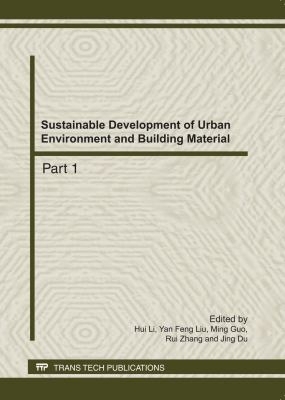 Sustainable Development of Urban
Environment and Building Material
Part 1
Edited by
Hui Li, Yan Feng Liu, Ming Guo,
Rui Zhang and Jing Du
TRANS TECH PUBLICATIONS